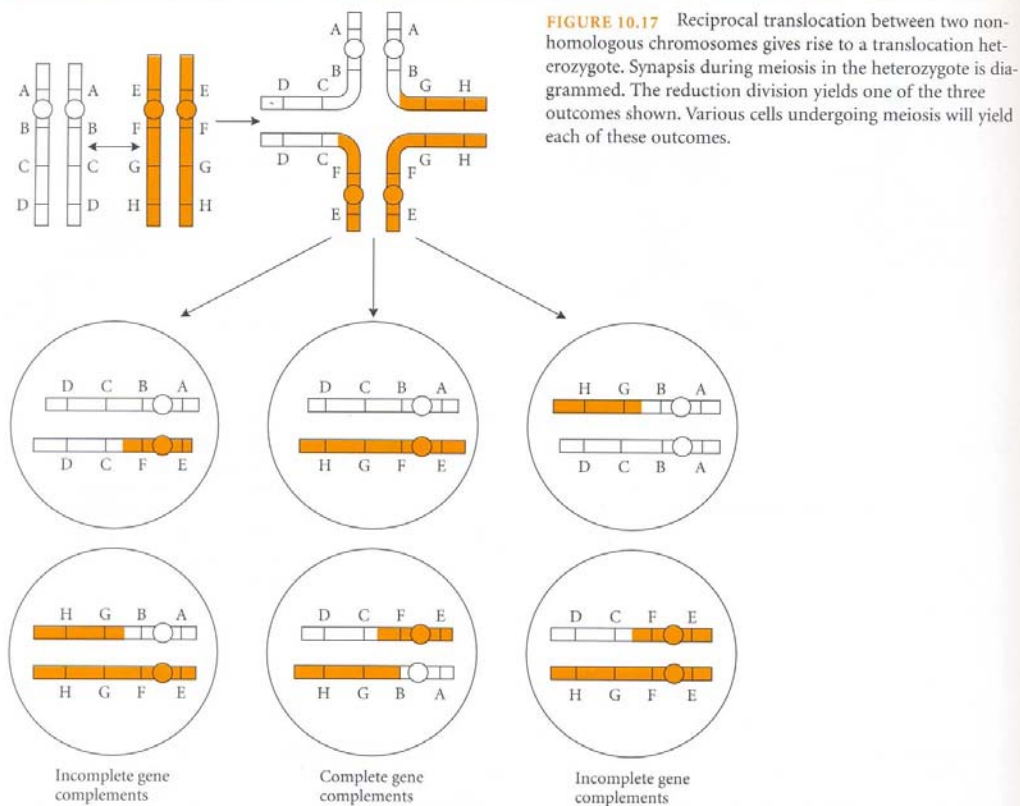 FIGURE 10.17 Reciprocal translocation between two non-
homologous chromosomes gives rise to a translocation het-
erozygote. Synapsis during meiosis in the heterozygote is dia-
grammed. The reduction division yields one of the three
outcomes shown. Various cells undergoing meiosis will yield
each of these outcomes.
A A
B B
D C G H
D C G H
F F
E E
A A E E
B B F F
C C G G
D D H H
D C B A
D C F E
D C B A
H G F E
H G B A
D C B A
H G B A
H G F E
D C F E
H G B A
D C F E
H G F E
Incomplete gene
complements
Complete gene
complements
Incomplete gene
complements